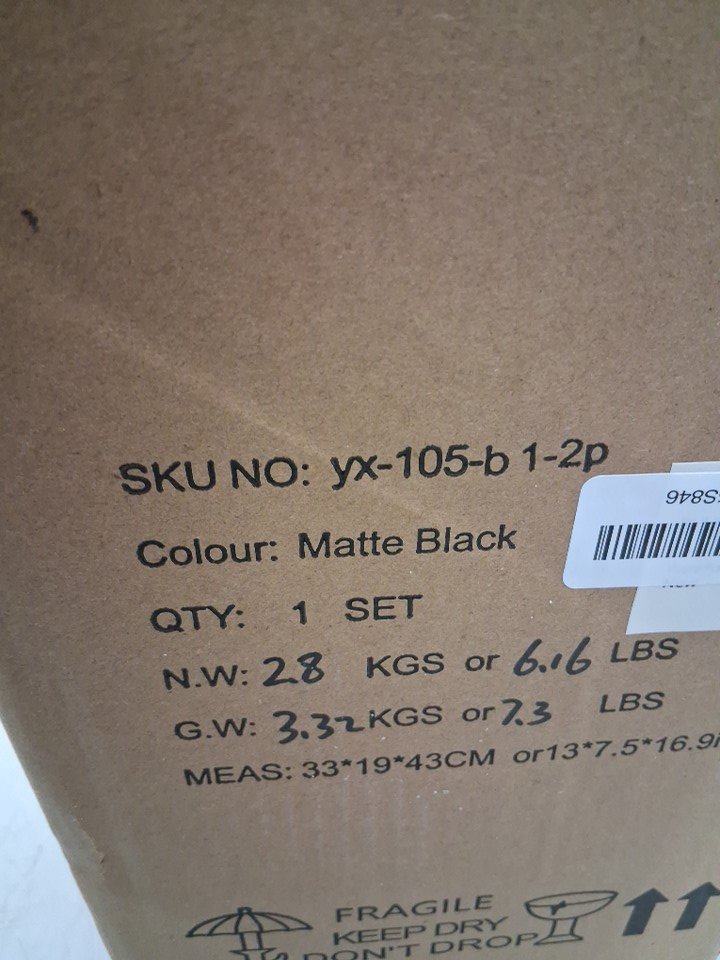 SKU NO: yx-105-b 1-2p
Colour: Matte Black
QTY: 1 SET
N.W: 2.8 KGS or 6.16 LBS
G.W: 3.32 KGS or 7.3 LBS
MEAS: 33*19*43CM or13*7.5*16.9i
S846
FRAGILE
KEEP DRY
DON'T DROP